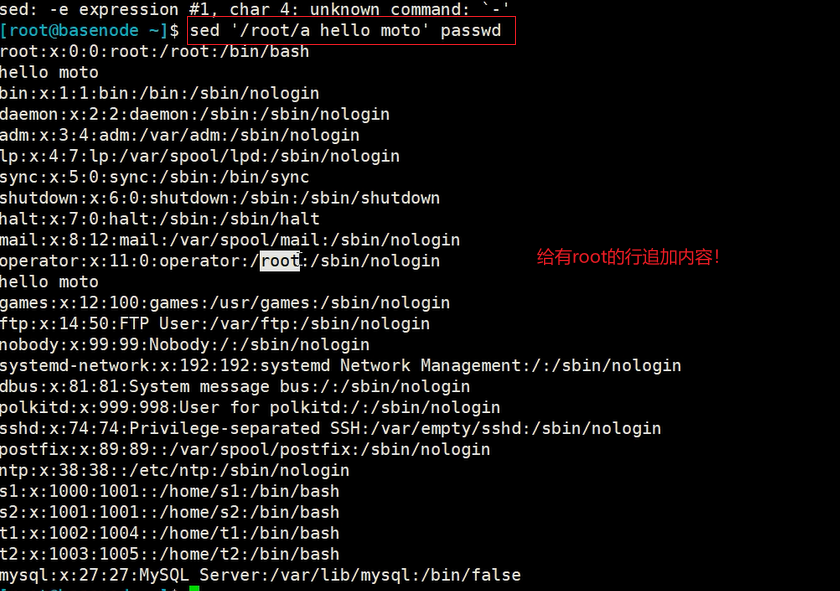 sed: -e expression #1, char 4: unknown command: `-'
[root@basenode ~]$ sed '/root/a hello moto' passwd
root:x:0:0:root:/root:/bin/bash
hello moto
bin:x:1:1:bin:/bin:/sbin/nologin
daemon:x:2:2:daemon:/sbin:/sbin/nologin
adm:x:3:4:adm:/var/adm:/sbin/nologin
lp:x:4:7:lp:/var/spool/lpd:/sbin/nologin
sync:x:5:0:sync:/sbin:/bin/sync
shutdown:x:6:0:shutdown:/sbin:/sbin/shutdown
halt:x:7:0:halt:/sbin:/sbin/halt
mail:x:8:12:mail:/var/spool/mail:/sbin/nologin
operator:x:11:0:operator:/root:/sbin/nologin
给有root的行追加内容！
hello moto
games:x:12:100:games:/usr/games:/sbin/nologin
ftp:x:14:50:FTP User:/var/ftp:/sbin/nologin
nobody:x:99:99:Nobody:/:/sbin/nologin
systemd-network:x:192:192:systemd Network Management:/:/sbin/nologin
dbus:x:81:81:System message bus:/:/sbin/nologin
polkitd:x:999:998:User for polkitd:/:/sbin/nologin
sshd:x:74:74:Privilege-separated SSH:/var/empty/sshd:/sbin/nologin
postfix:x:89:89::/var/spool/postfix:/sbin/nologin
ntp:x:38:38::/etc/ntp:/sbin/nologin
s1:x:1000:1001::/home/s1:/bin/bash
s2:x:1001:1001::/home/s2:/bin/bash
t1:x:1002:1004::/home/t1:/bin/bash
t2:x:1003:1005::/home/t2:/bin/bash
mysql:x:27:27:MySQL Server:/var/lib/mysql:/bin/false